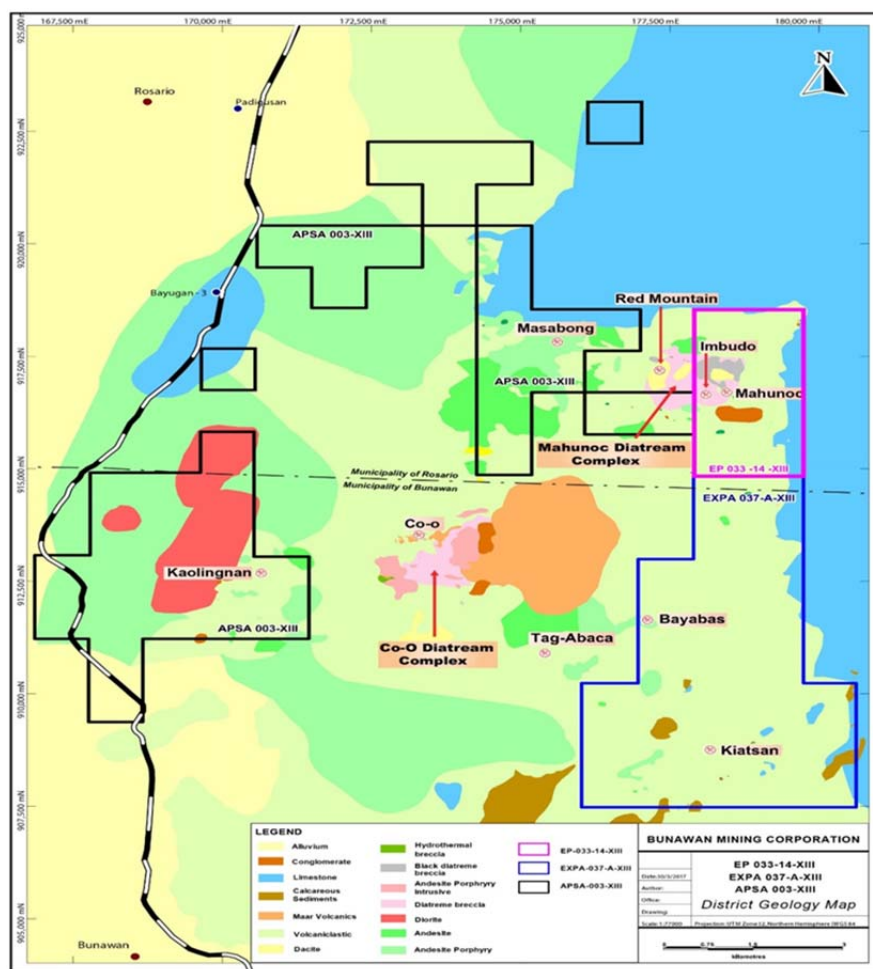 167,500 mE
170,000 mE
172,500 mE
175,000 mE
177,500 mE
180,000 mE
925,000 mN
922,500 mN
920,000 mN
917,500 mN
915,000 mN
912,500 mN
910,000 mN
907,500 mN
905,000 mN
N
Rosario
Padigusan
APSA 003-XIII
Bayugan - 3
Red Mountain
Masabong
Imbudo
APSA 003-XIII
Mahunoc
Mahunoc Diatream
Complex
EP 033 -14 -XIII
Municipality of Rosario
Municipality of Bunawan
EXPA 037-A-XIII
Co-o
Kaolingnan
APSA 003-XIII
Bayabas
Co-O Diatream
Complex
Tag-Abaca
Kiatsan
Bunawan
LEGEND
Alluvium
Conglomerate
Limestone
Calcareous
Sediments
Maar Volcanics
Volcaniclastic
Dacite
Hydrothermal
breccia
Black diatreme
breccia
Andesite Porphryry
Intrusive
Diatreme breccia
Diorite
Andesite
Andesite Porphyry
EP-033-14-XIII
EXPA-037-A-XIII
APSA-003-XIII
BUNAWAN MINING CORPORATION
Author:
Office:
Drawing:
EP 033-14-XIII
EXPA 037-A-XIII
APSA 003-XIII
District Geology Map
kilometres